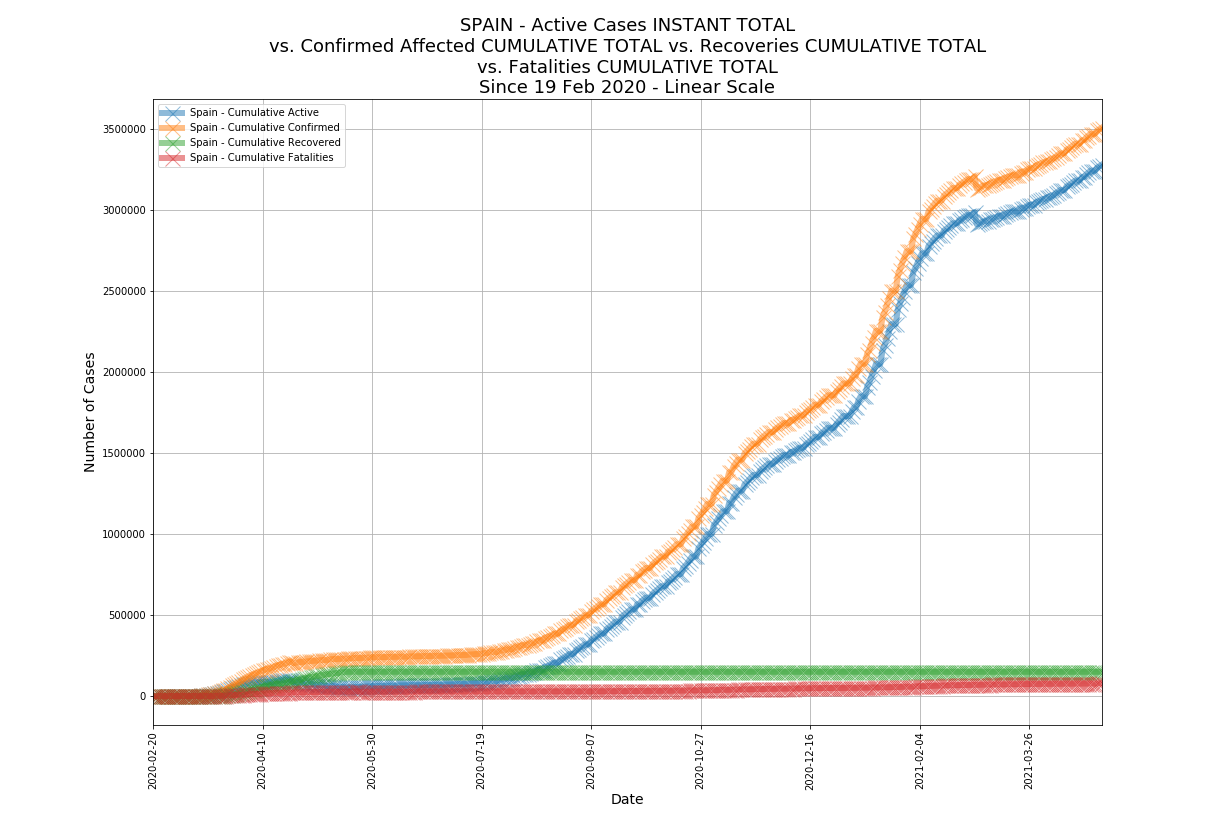 SPAIN - Active Cases INSTANT TOTAL
vs. Confirmed Affected CUMULATIVE TOTAL vs. Recoveries CUMULATIVE TOTAL
vs. Fatalities CUMULATIVE TOTAL
Since 19 Feb 2020 - Linear Scale
Spain - Cumulative Active
Spain - Cumulative Confirmed
Spain - Cumulative Recovered
Spain - Cumulative Fatalities
Number of Cases
3500000
3000000
2500000
2000000
1500000
1000000
500000
0
2020-02-20
2020-04-10
2020-05-30
2020-07-19
2020-09-07
2020-10-27
2020-12-16
2021-02-04
2021-03-26
Date